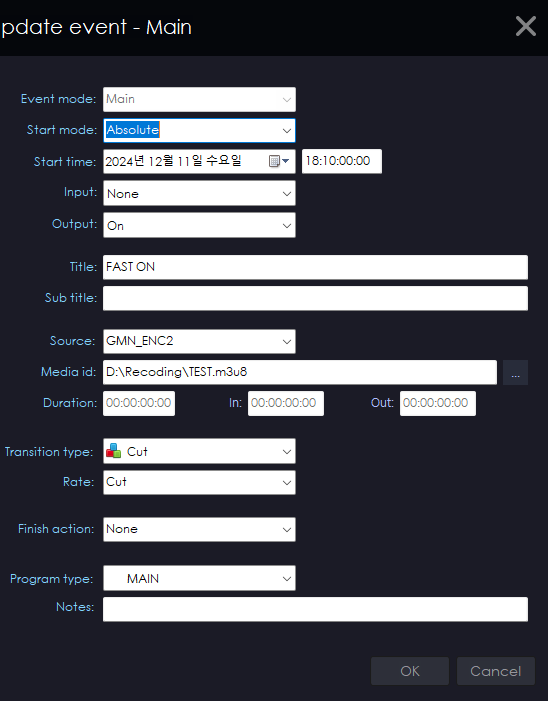 pdate event - Main
Event mode: Main
Start mode: Absolute
Start time: 2024년 12월 11일 수요일 18:10:00:00
Input: None
Output: On
Title: FAST ON
Sub title:
Source: GMN_ENC2
Media id: D:\Recoding\TEST.m3u8 ...
Duration: 00:00:00:00 In: 00:00:00:00 Out: 00:00:00:00
Transition type: Cut
Rate: Cut
Finish action: None
Program type: MAIN
Notes:
OK Cancel